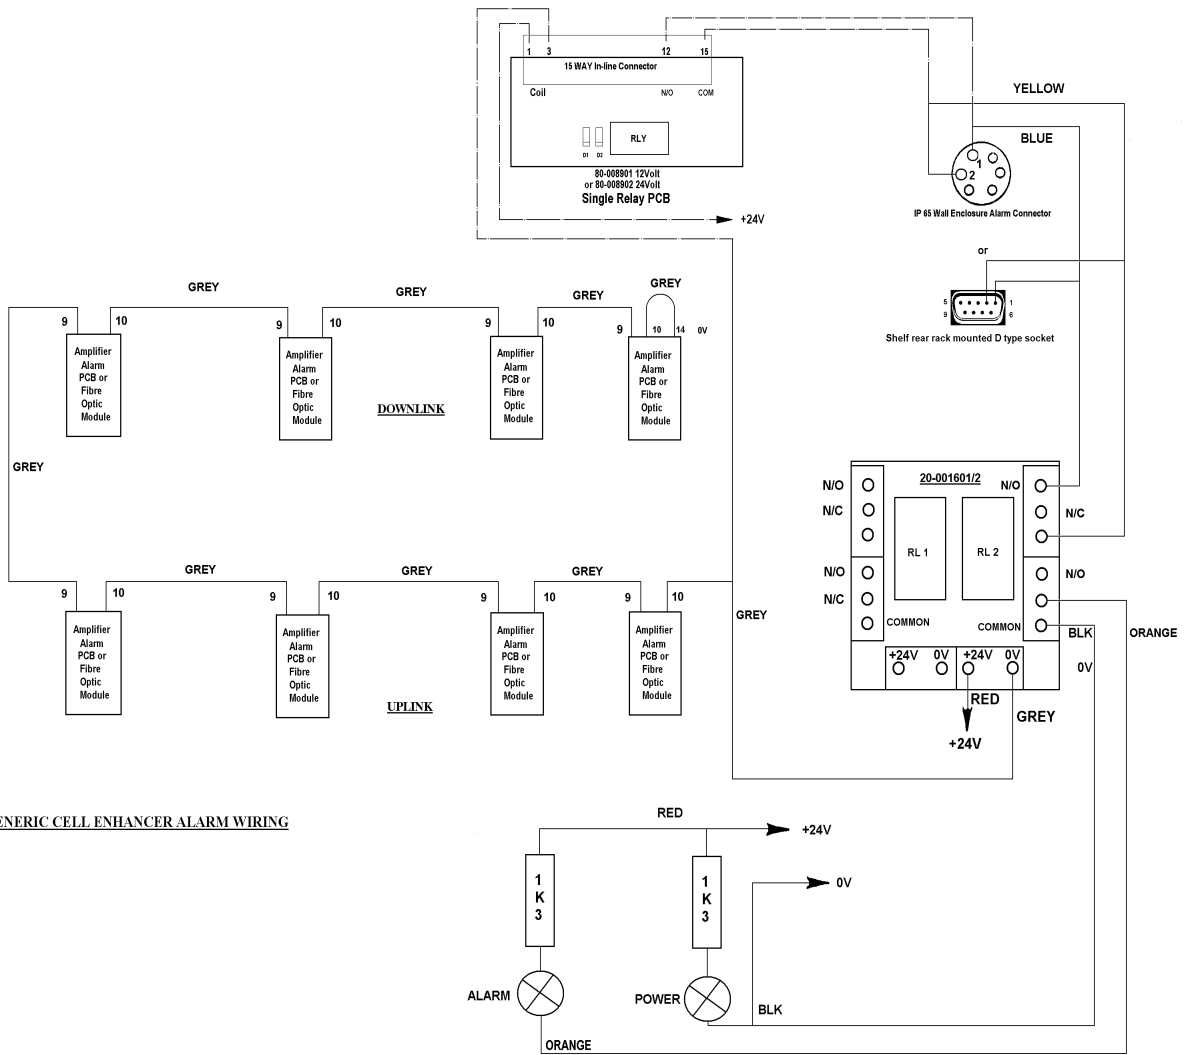 1 3 12 15
15 WAY In-line Connector
Coil N/O COM
RLY
D1 D2
80-008901 12Volt
or 80-008902 24Volt
Single Relay PCB
+24V
YELLOW
BLUE
1
2
IP 65 Wall Enclosure Alarm Connector
or
5 1
9 6
Shelf rear rack mounted D type socket
GREY
GREY
GREY
GREY
9 10
9 10
9 10
9 10 14 0V
Amplifier
Alarm
PCB or
Fibre
Optic
Module
Amplifier
Alarm
PCB or
Fibre
Optic
Module
Amplifier
Alarm
PCB or
Fibre
Optic
Module
Amplifier
Alarm
PCB or
Fibre
Optic
Module
DOWNLINK
GREY
GREY
GREY
GREY
9 10
9 10
9 10
9 10
Amplifier
Alarm
PCB or
Fibre
Optic
Module
Amplifier
Alarm
PCB or
Fibre
Optic
Module
Amplifier
Alarm
PCB or
Fibre
Optic
Module
Amplifier
Alarm
PCB or
Fibre
Optic
Module
UPLINK
GREY
20-001601/2
N/O
N/C
N/O
N/C
COMMON
RL 1
RL 2
N/O
N/C
N/O
COMMON
BLK
ORANGE
0V
+24V 0V +24V 0V
RED
GREY
+24V
ENERIC CELL ENHANCER ALARM WIRING
RED
+24V
0V
1
K
3
1
K
3
ALARM
POWER
BLK
ORANGE